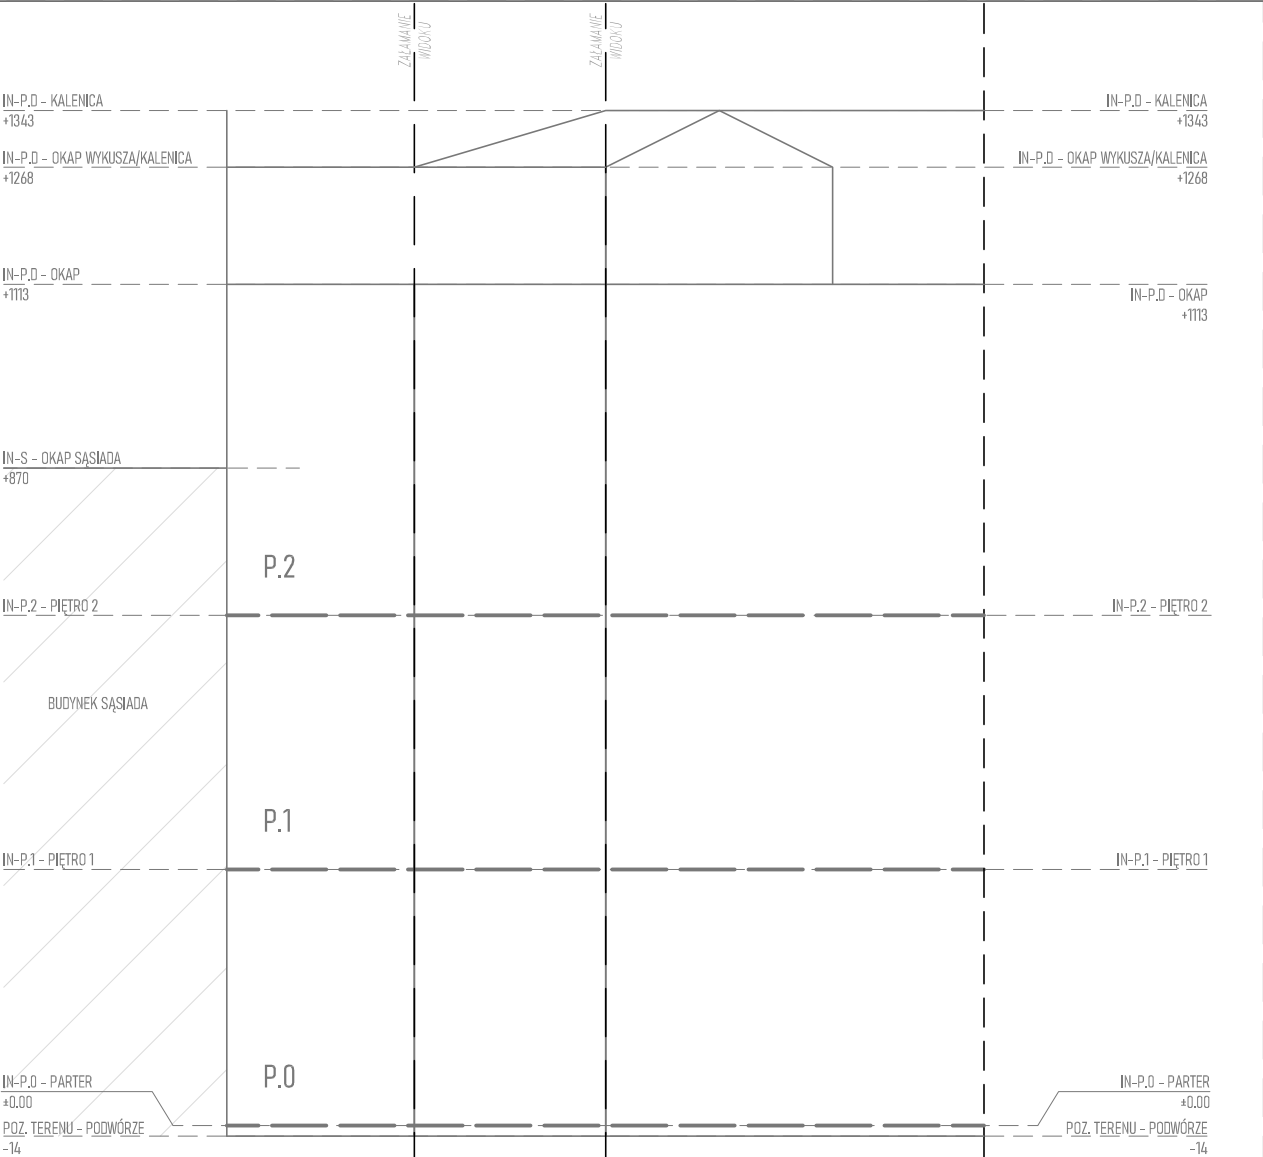 ZAŁAMANIE
WIDOKU
ZAŁAMANIE
WIDOKU
IN-P.D - KALENICA
+1343
IN-P.D - KALENICA
+1343
IN-P.D - OKAP WYKUSZA/KALENICA
+1268
IN-P.D - OKAP WYKUSZA/KALENICA
+1268
IN-P.D - OKAP
+1113
IN-P.D - OKAP
+1113
IN-S - OKAP SĄSIADA
+870
P.2
IN-P.2 - PIĘTRO 2
IN-P.2 - PIĘTRO 2
BUDYNEK SĄSIADA
P.1
IN-P.1 - PIĘTRO 1
IN-P.1 - PIĘTRO 1
P.0
IN-P.0 - PARTER
±0.00
IN-P.0 - PARTER
±0.00
POZ. TERENU - PODWÓRZE
-14
POZ. TERENU - PODWÓRZE
-14